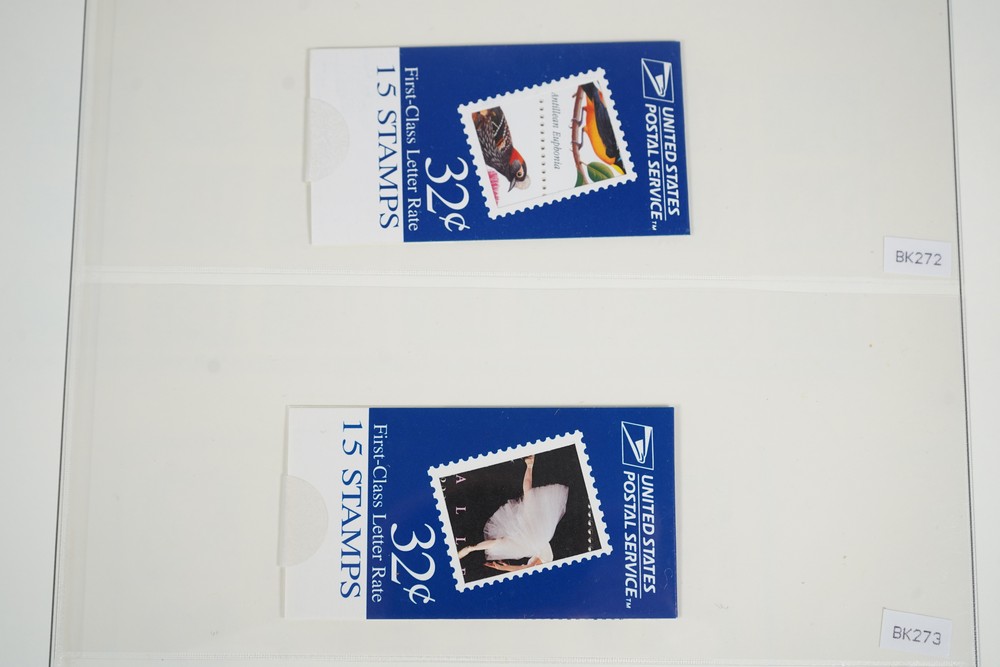 UNITED STATES
POSTAL SERVICE™
Antillean Euphonia
32¢
First-Class Letter Rate
15 STAMPS
BK272
UNITED STATES
POSTAL SERVICE™
32¢
First-Class Letter Rate
15 STAMPS
BK273